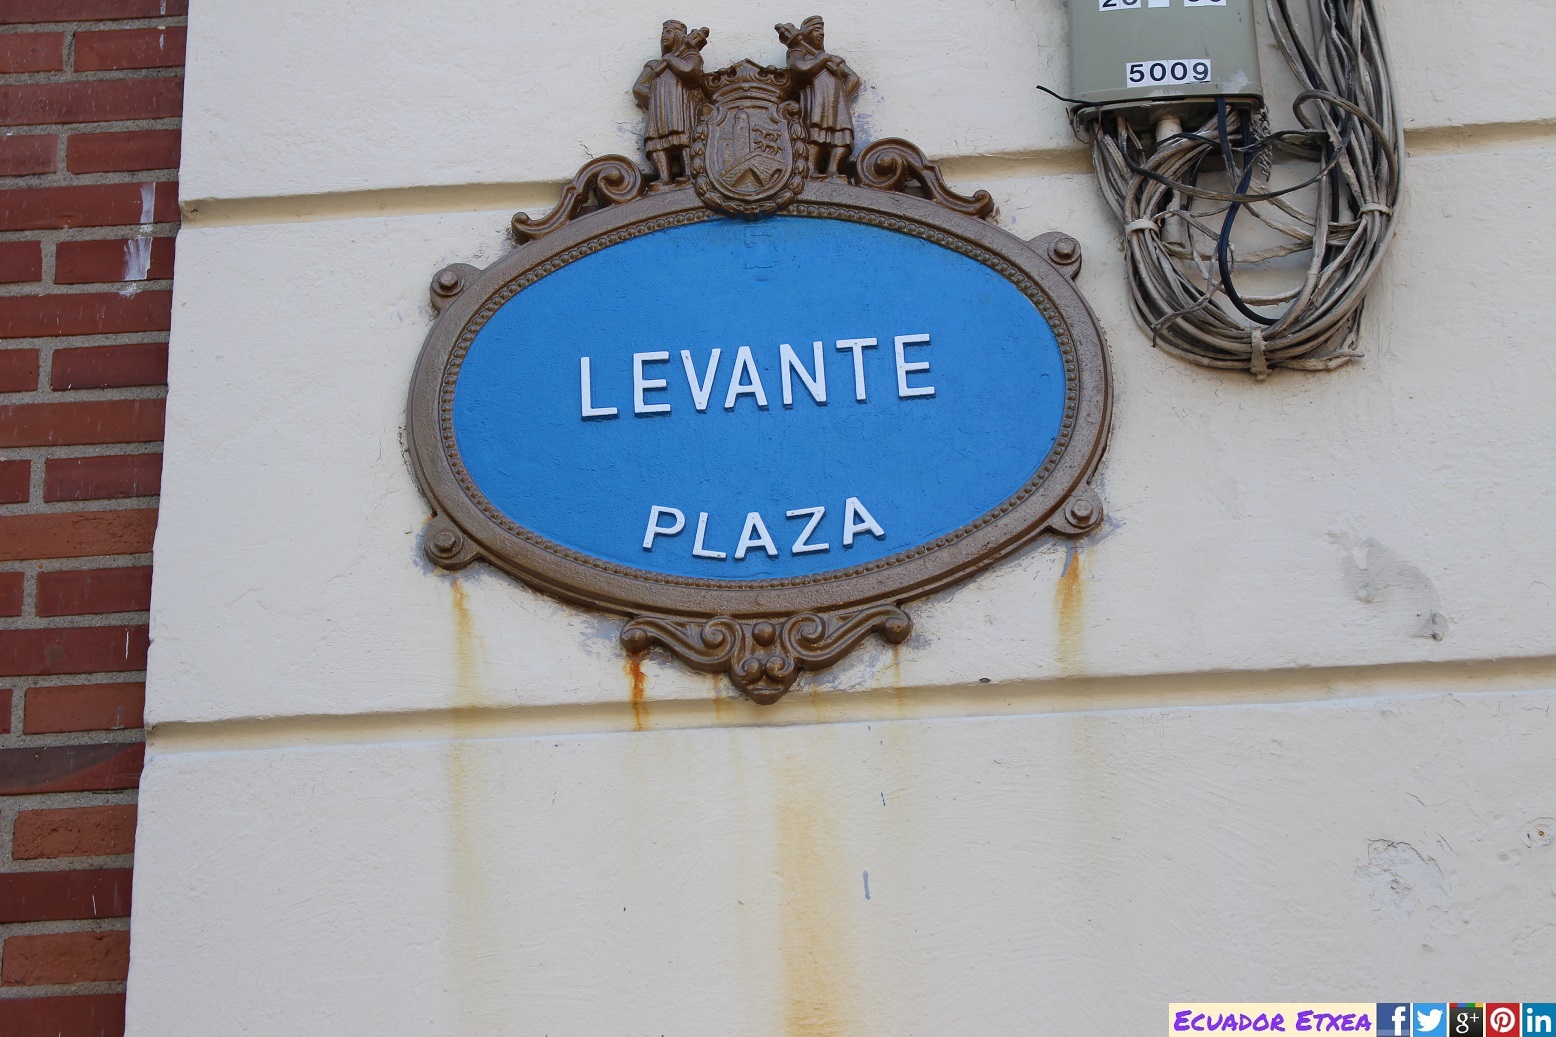 5009
LEVANTE
PLAZA
ECUADOR ETXEA